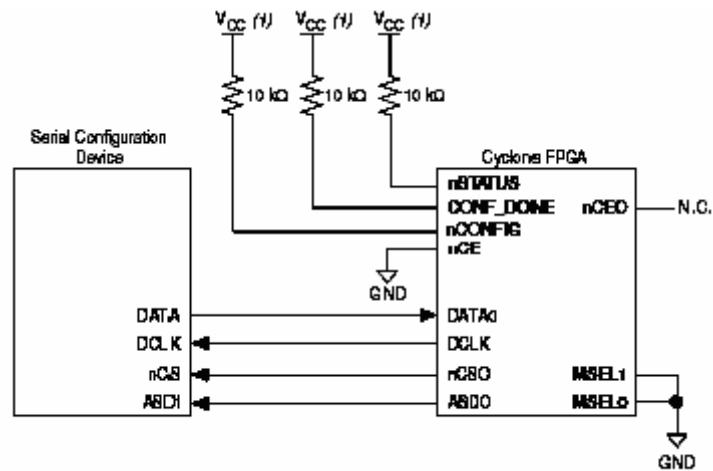 VCC (1) VCC (1) VCC (1)
10 kΩ 10 kΩ 10 kΩ
Serial Configuration
Device
Cyclone FPGA
nSTATUS
CONF_DONE nCEO N.C.
nCONFIG
nCE
GND
DATA DATA0
DCLK DCLK
nCS nCSO MSEL1
ASDI ASDO MSEL0
GND